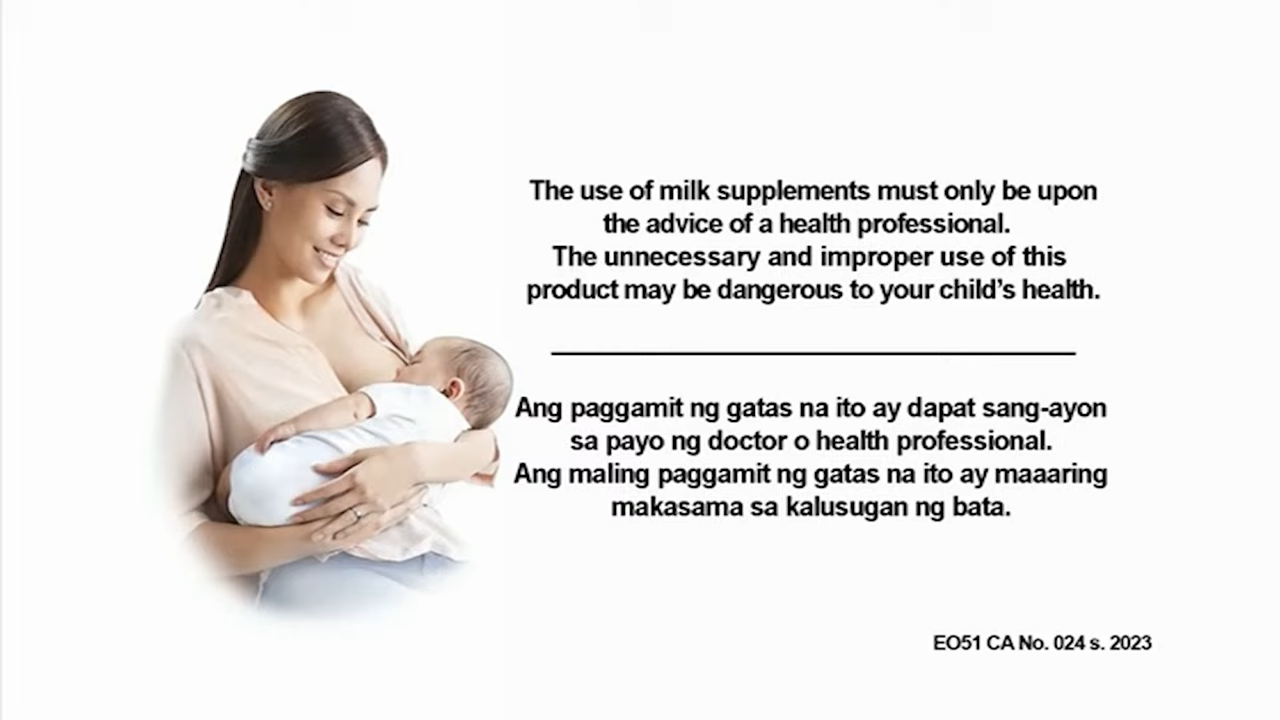 The use of milk supplements must only be upon
the advice of a health professional.
The unnecessary and improper use of this
product may be dangerous to your child's health.
Ang paggamit ng gatas na ito ay dapat sang-ayon
sa payo ng doctor o health professional.
Ang maling paggamit ng gatas na ito ay maaaring
makasama sa kalusugan ng bata.
EO51 CA No. 024 s. 2023